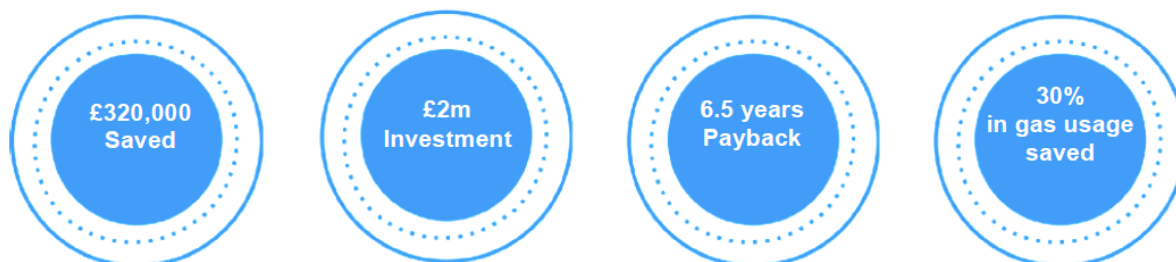 £320,000
Saved
£2m
Investment
6.5 years
Payback
30%
in gas usage
saved